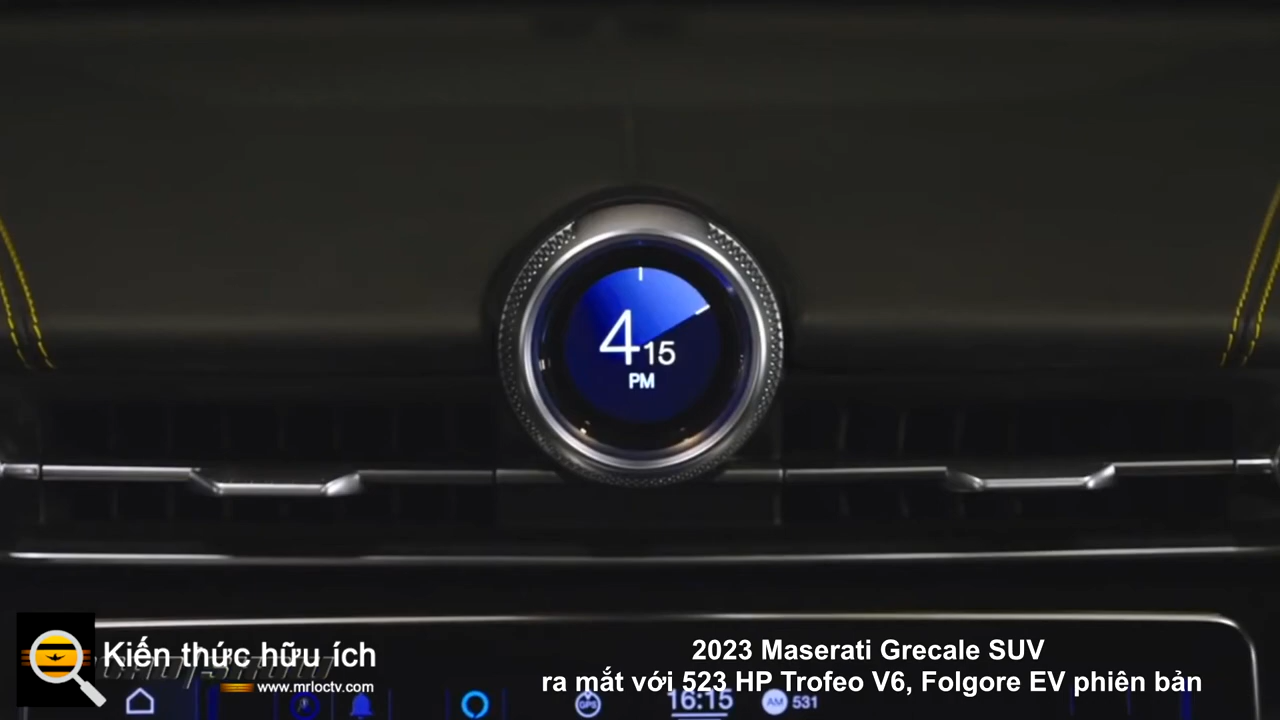 4 15
PM
Kiến thức hữu ích
www.mrloctv.com
2023 Maserati Grecale SUV
ra mắt với 523 HP Trofeo V6, Folgore EV phiên bản
GPS
16:15
AM 531